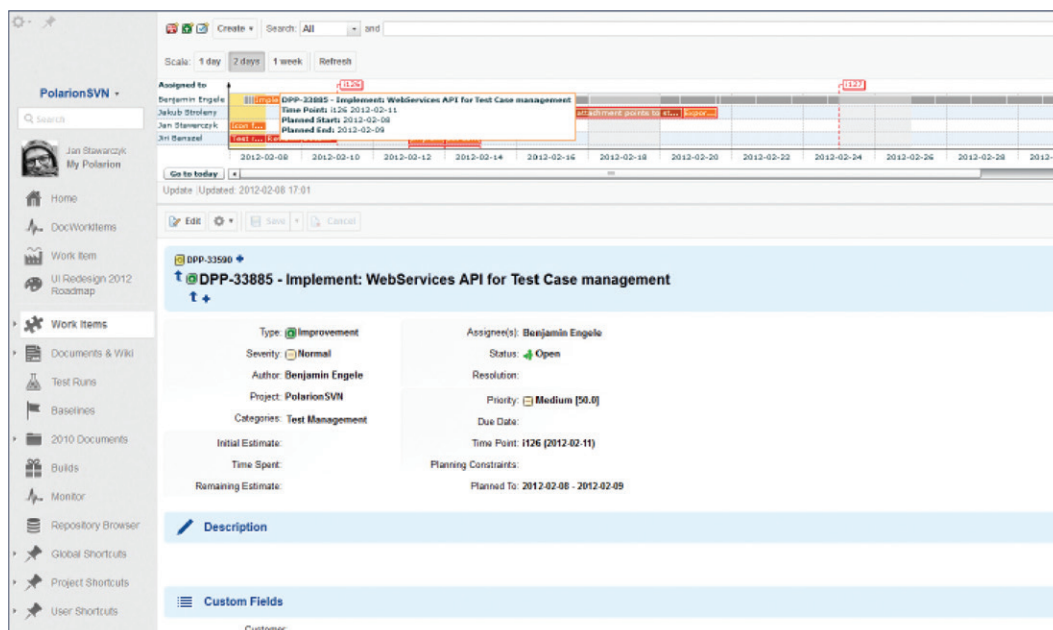 Create
Search: All and
Scale: 1 day 2 days 1 week Refresh
Assigned to
i126
i127
Benjamin Engele
Jakub Stroleny
Jan Stawarczyk
Jiri Banszel
DPP-33885 - Implement: WebServices API for Test Case management
Time Point: i126 2012-02-11
Planned Start: 2012-02-08
Planned End: 2012-02-09
attachment points to
Expor...
Icon f...
Test r...
2012-02-08 2012-02-10 2012-02-12 2012-02-14 2012-02-16 2012-02-18 2012-02-20 2012-02-22 2012-02-24 2012-02-26 2012-02-28 2012-
Go to today
Update Updated: 2012-02-08 17:01
Edit Save Cancel
PolarionSVN
Search
Jan Stawarczyk
My Polarion
Home
DocWorkItems
Work Item
UI Redesign 2012
Roadmap
Work Items
Documents & Wiki
Test Runs
Baselines
2010 Documents
Builds
Monitor
Repository Browser
Global Shortcuts
Project Shortcuts
User Shortcuts
DPP-33590
DPP-33885 - Implement: WebServices API for Test Case management
Type: Improvement
Severity: Normal
Author: Benjamin Engele
Project: PolarionSVN
Categories: Test Management
Initial Estimate:
Time Spent:
Remaining Estimate:
Assignee(s): Benjamin Engele
Status: Open
Resolution:
Priority: Medium [50.0]
Due Date:
Time Point: i126 (2012-02-11)
Planning Constraints:
Planned To: 2012-02-08 - 2012-02-09
Description
Custom Fields
Customer: